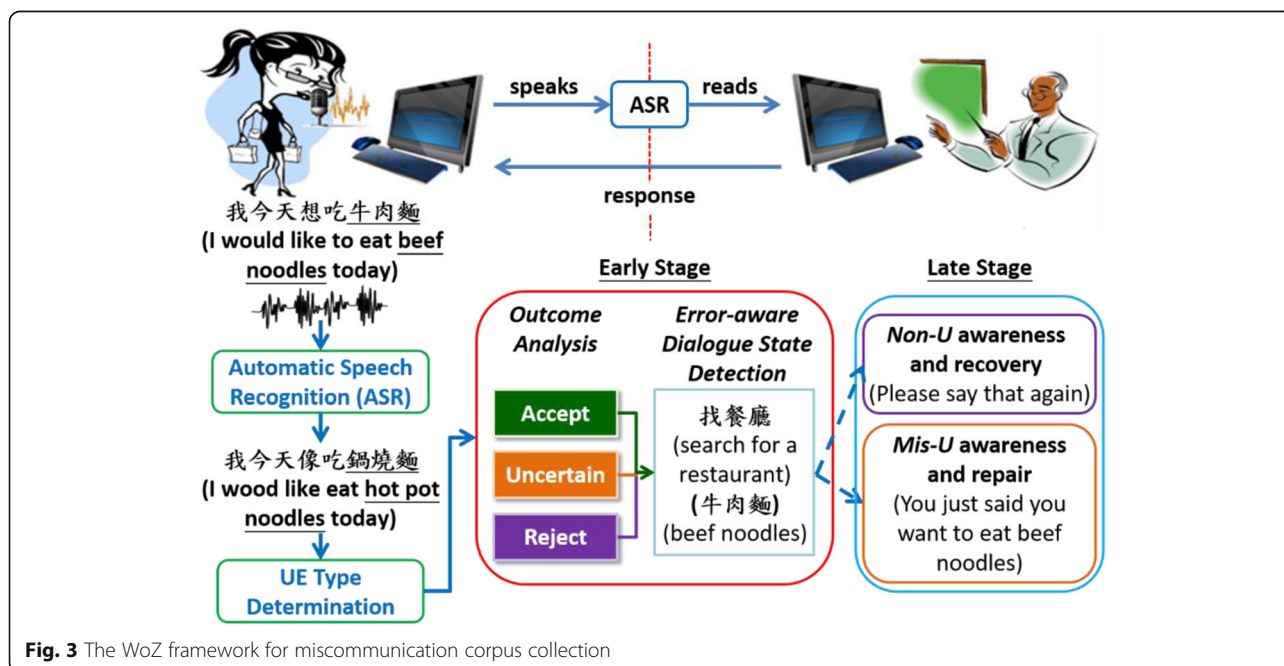 speaks
ASR
reads
response
我今天想吃牛肉麵
(I would like to eat beef
noodles today)
Automatic Speech
Recognition (ASR)
我今天像吃鍋燒麵
(I wood like eat hot pot
noodles today)
UE Type
Determination
Early Stage
Outcome
Analysis
Accept
Uncertain
Reject
Error-aware
Dialogue State
Detection
找餐廳
(search for a
restaurant)
(牛肉麵)
(beef noodles)
Late Stage
Non-U awareness
and recovery
(Please say that again)
Mis-U awareness
and repair
(You just said you
want to eat beef
noodles)
Fig. 3 The WoZ framework for miscommunication corpus collection